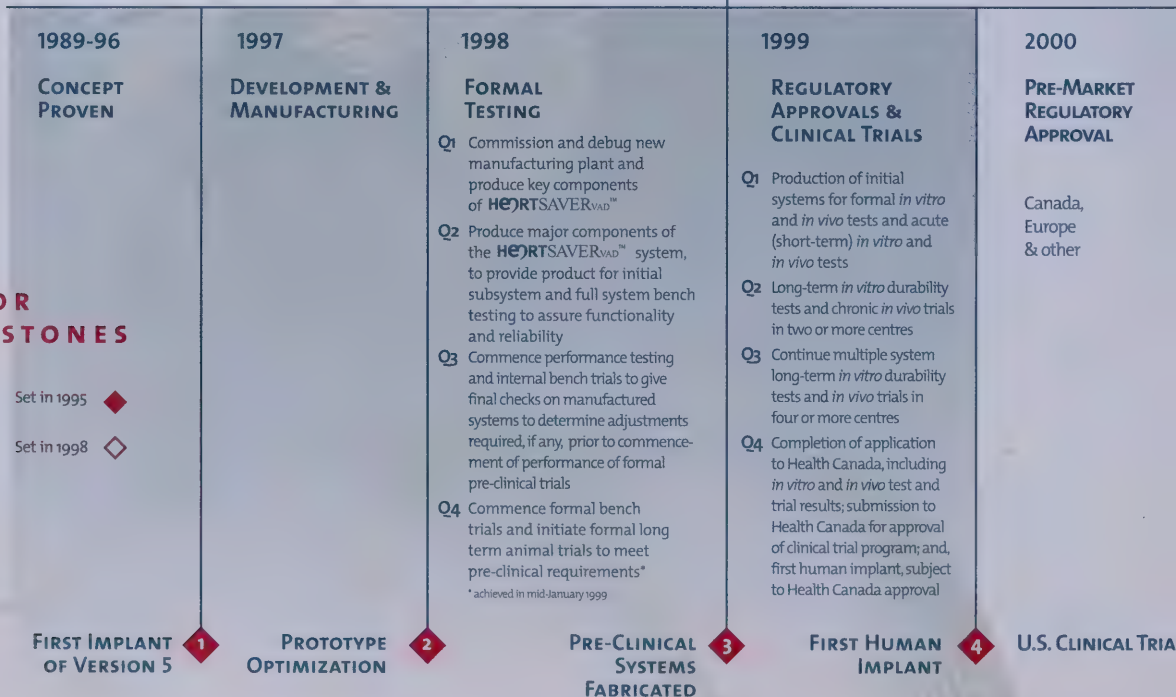 1989-96
CONCEPT
PROVEN
OR
STONES
Set in 1995
Set in 1998
FIRST IMPLANT
OF VERSION 5
1
1997
DEVELOPMENT &
MANUFACTURING
PROTOTYPE
OPTIMIZATION
2
1998
FORMAL
TESTING
Q1 Commission and debug new
manufacturing plant and
produce key components
of HeARTSAVERVAD™
Q2 Produce major components of
the HeARTSAVERVAD™ system,
to provide product for initial
subsystem and full system bench
testing to assure functionality
and reliability
Q3 Commence performance testing
and internal bench trials to give
final checks on manufactured
systems to determine adjustments
required, if any, prior to commence-
ment of performance of formal
pre-clinical trials
Q4 Commence formal bench
trials and initiate formal long
term animal trials to meet
pre-clinical requirements*
* achieved in mid-January 1999
PRE-CLINICAL
SYSTEMS
FABRICATED
3
1999
REGULATORY
APPROVALS &
CLINICAL TRIALS
Q1 Production of initial
systems for formal in vitro
and in vivo tests and acute
(short-term) in vitro and
in vivo tests
Q2 Long-term in vitro durability
tests and chronic in vivo trials
in two or more centres
Q3 Continue multiple system
long-term in vitro durability
tests and in vivo trials in
four or more centres
Q4 Completion of application
to Health Canada, including
in vitro and in vivo test and
trial results; submission to
Health Canada for approval
of clinical trial program; and,
first human implant, subject
to Health Canada approval
FIRST HUMAN
IMPLANT
4
2000
PRE-MARKET
REGULATORY
APPROVAL
Canada,
Europe
& other
U.S. CLINICAL TRIA